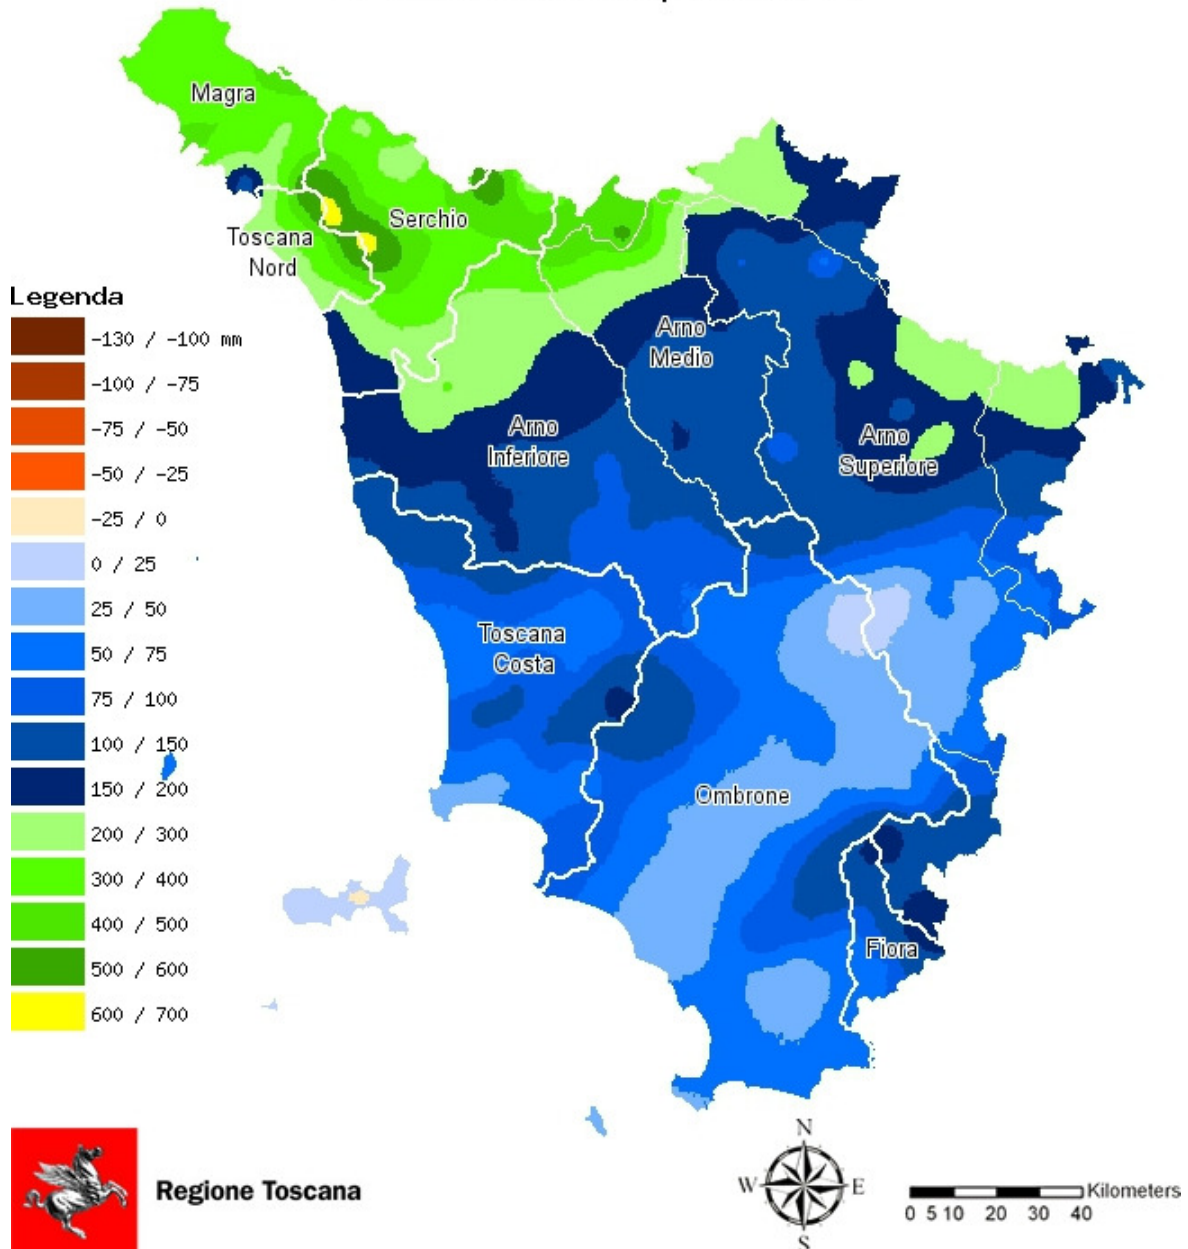 Magra
Serchio
Toscana
Nord
Legenda
-130 / -100 mm
-100 / -75
-75 / -50
-50 / -25
-25 / 0
0 / 25
25 / 50
50 / 75
75 / 100
100 / 150
150 / 200
200 / 300
300 / 400
400 / 500
500 / 600
600 / 700
Arno
Medio
Arno
Inferiore
Arno
Superiore
Toscana
Costa
Ombrone
Fiora
Regione Toscana
N
W E
S
Kilometers
0 5 10 20 30 40